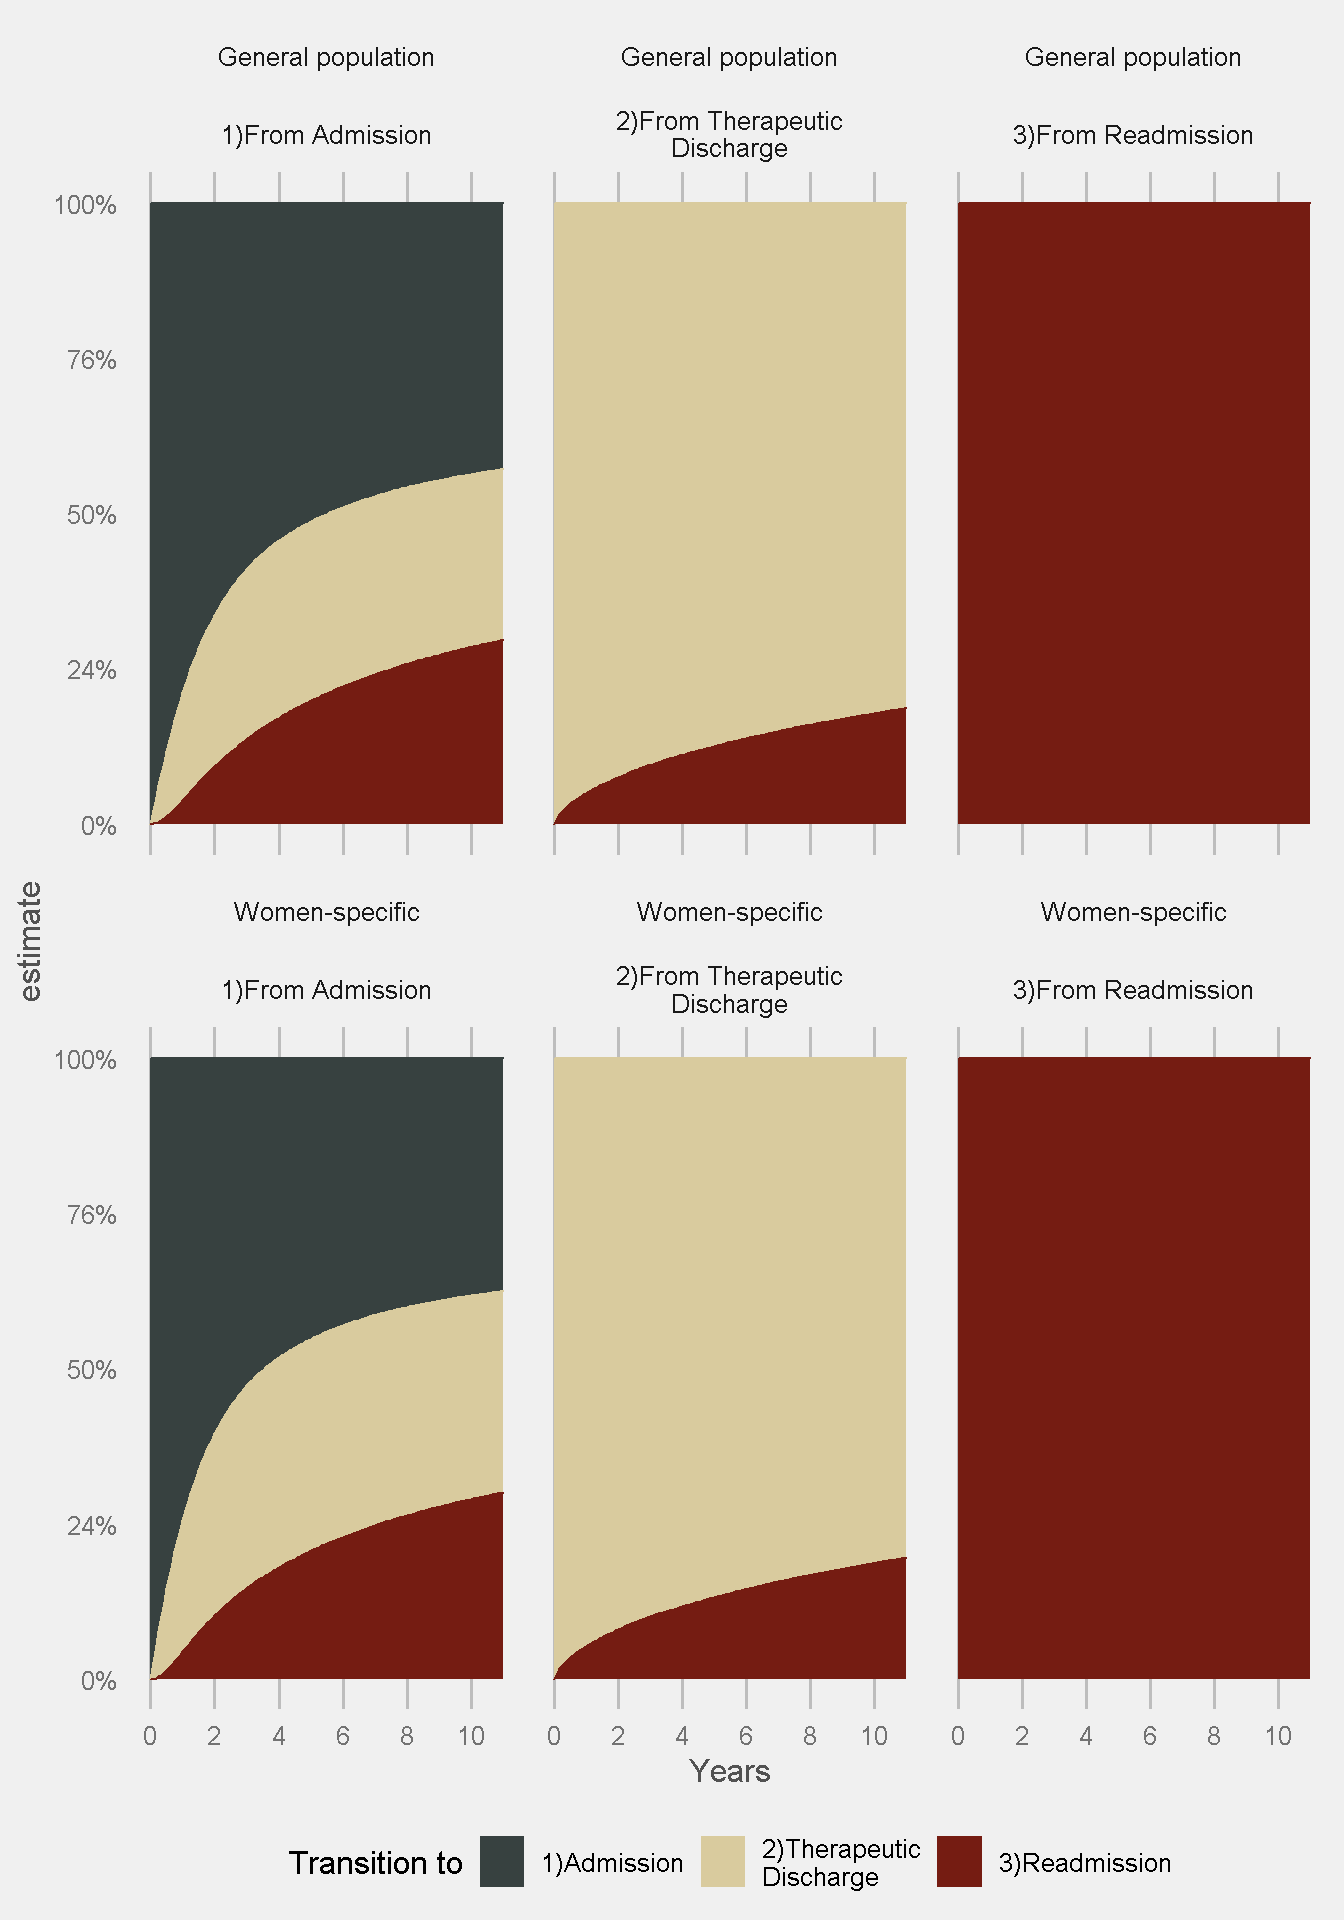 General population
General population
General population
1)From Admission
2)From Therapeutic
Discharge
3)From Readmission
100%
76%
50%
24%
0%
estimate
Women-specific
Women-specific
Women-specific
1)From Admission
2)From Therapeutic
Discharge
3)From Readmission
100%
76%
50%
24%
0%
0 2 4 6 8 10
0 2 4 6 8 10
0 2 4 6 8 10
Years
Transition to
1)Admission
2)Therapeutic
Discharge
3)Readmission